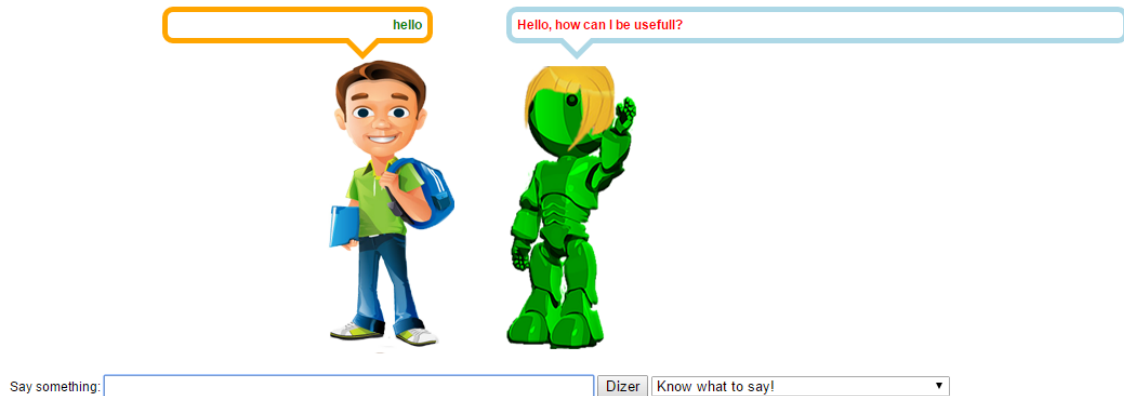 hello
Hello, how can I be usefull?
Say something:
Dizer
Know what to say!